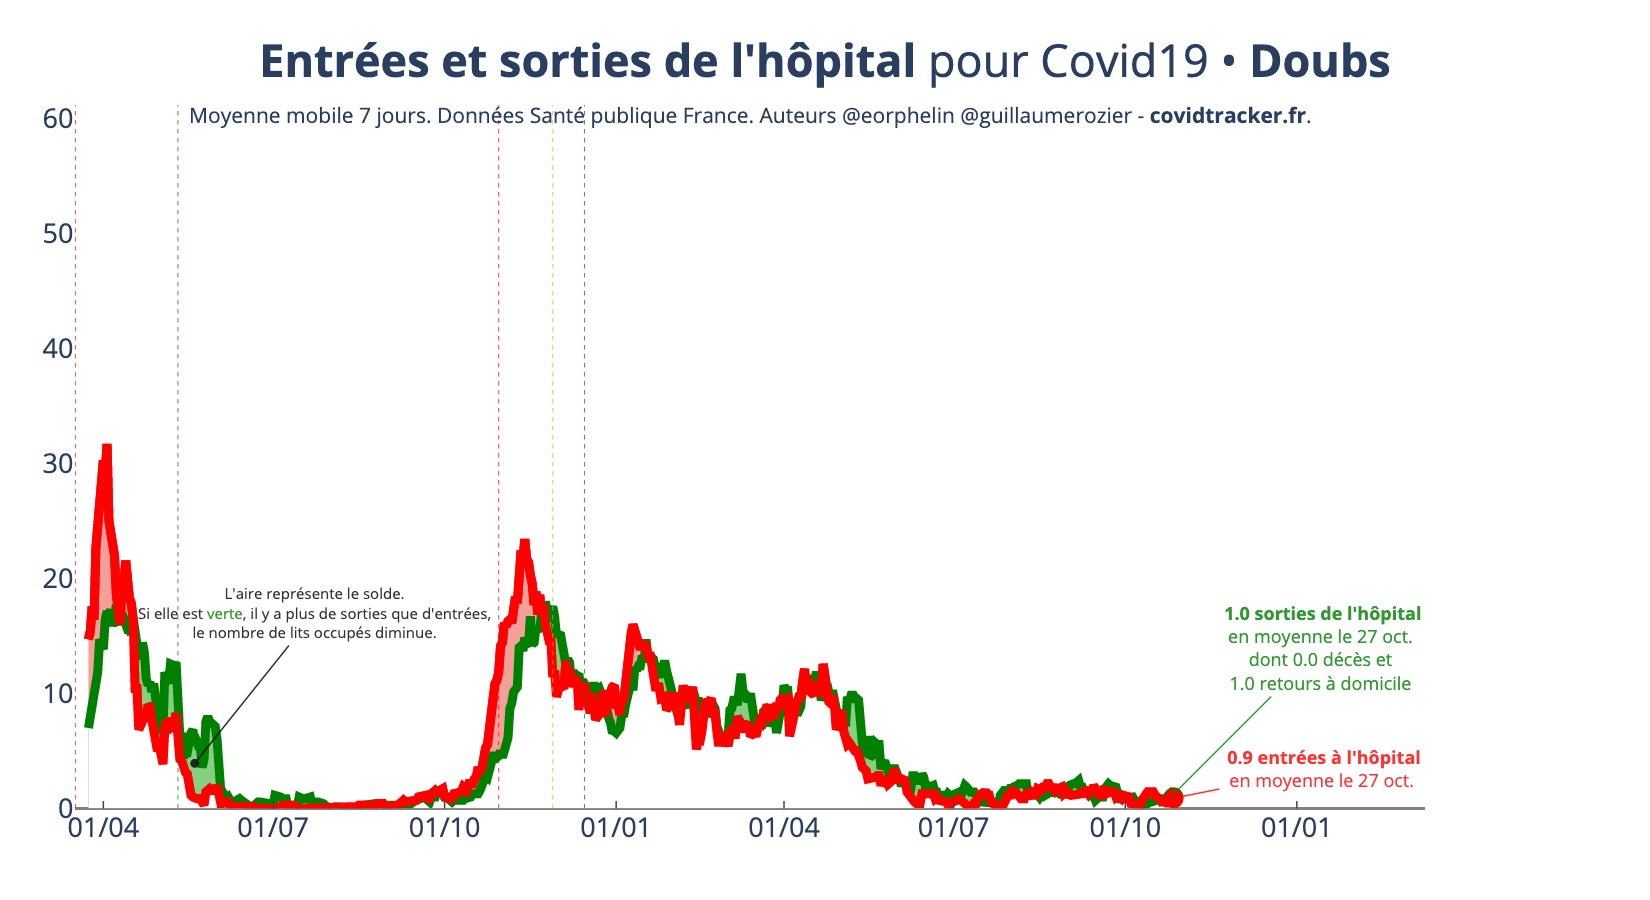 Entrées et sorties de l'hôpital pour Covid19 • Doubs
Moyenne mobile 7 jours. Données Santé publique France. Auteurs @eorphelin @guillaumerozier - covidtracker.fr.
60
50
40
30
20
10
0
L'aire représente le solde.
Si elle est verte, il y a plus de sorties que d'entrées,
le nombre de lits occupés diminue.
1.0 sorties de l'hôpital
en moyenne le 27 oct.
dont 0.0 décès et
1.0 retours à domicile
0.9 entrées à l'hôpital
en moyenne le 27 oct.
01/04 01/07 01/10 01/01 01/04 01/07 01/10 01/01